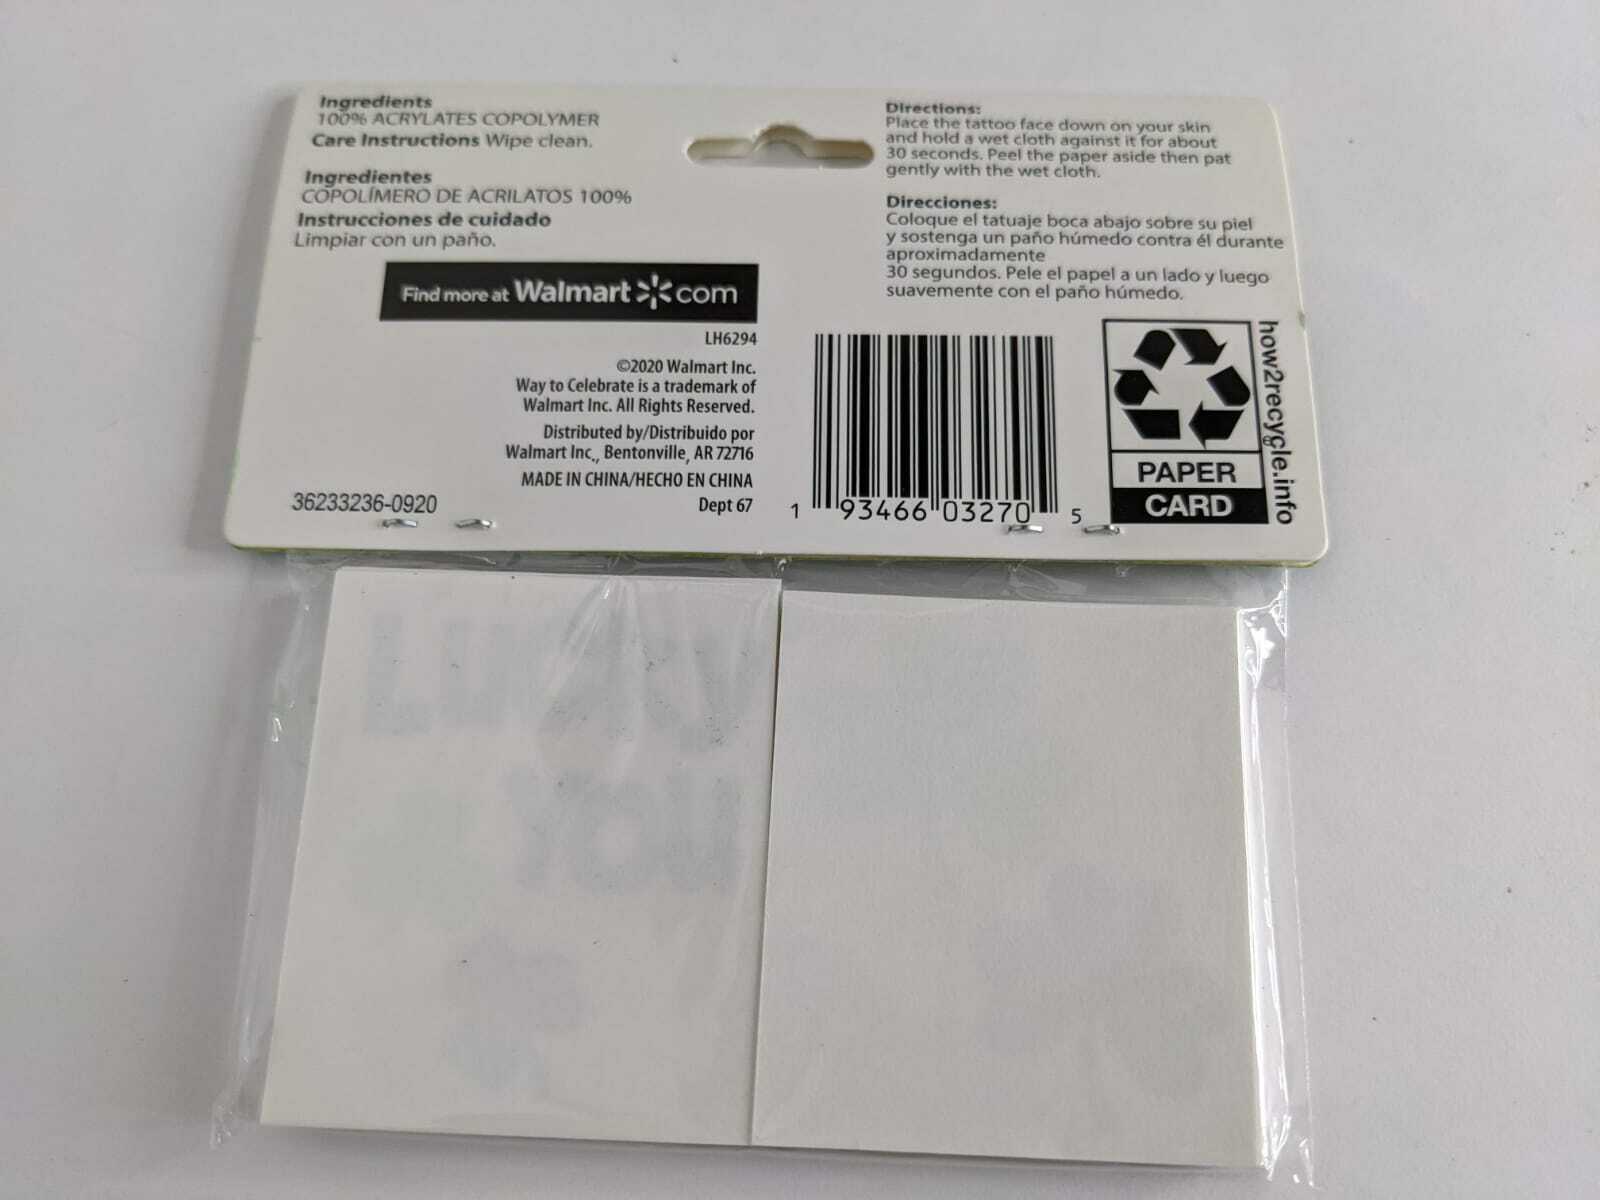 Ingredients
100% ACRYLATES COPOLYMER
Care Instructions Wipe clean.
Ingredientes
COPOLÍMERO DE ACRILATOS 100%
Instrucciones de cuidado
Limpiar con un paño.
Find more at Walmart com
LH6294
©2020 Walmart Inc.
Way to Celebrate is a trademark of
Walmart Inc. All Rights Reserved.
Distributed by/Distribuido por
Walmart Inc., Bentonville, AR 72716
MADE IN CHINA/HECHO EN CHINA
Dept 67
36233236-0920
Directions:
Place the tattoo face down on your skin
and hold a wet cloth against it for about
30 seconds. Peel the paper aside then pat
gently with the wet cloth.
Direcciones:
Coloque el tatuaje boca abajo sobre su piel
y sostenga un paño húmedo contra él durante
aproximadamente
30 segundos. Pele el papel a un lado y luego
suavemente con el paño húmedo.
1 93466 03270 5
PAPER
CARD
how2recycle.info